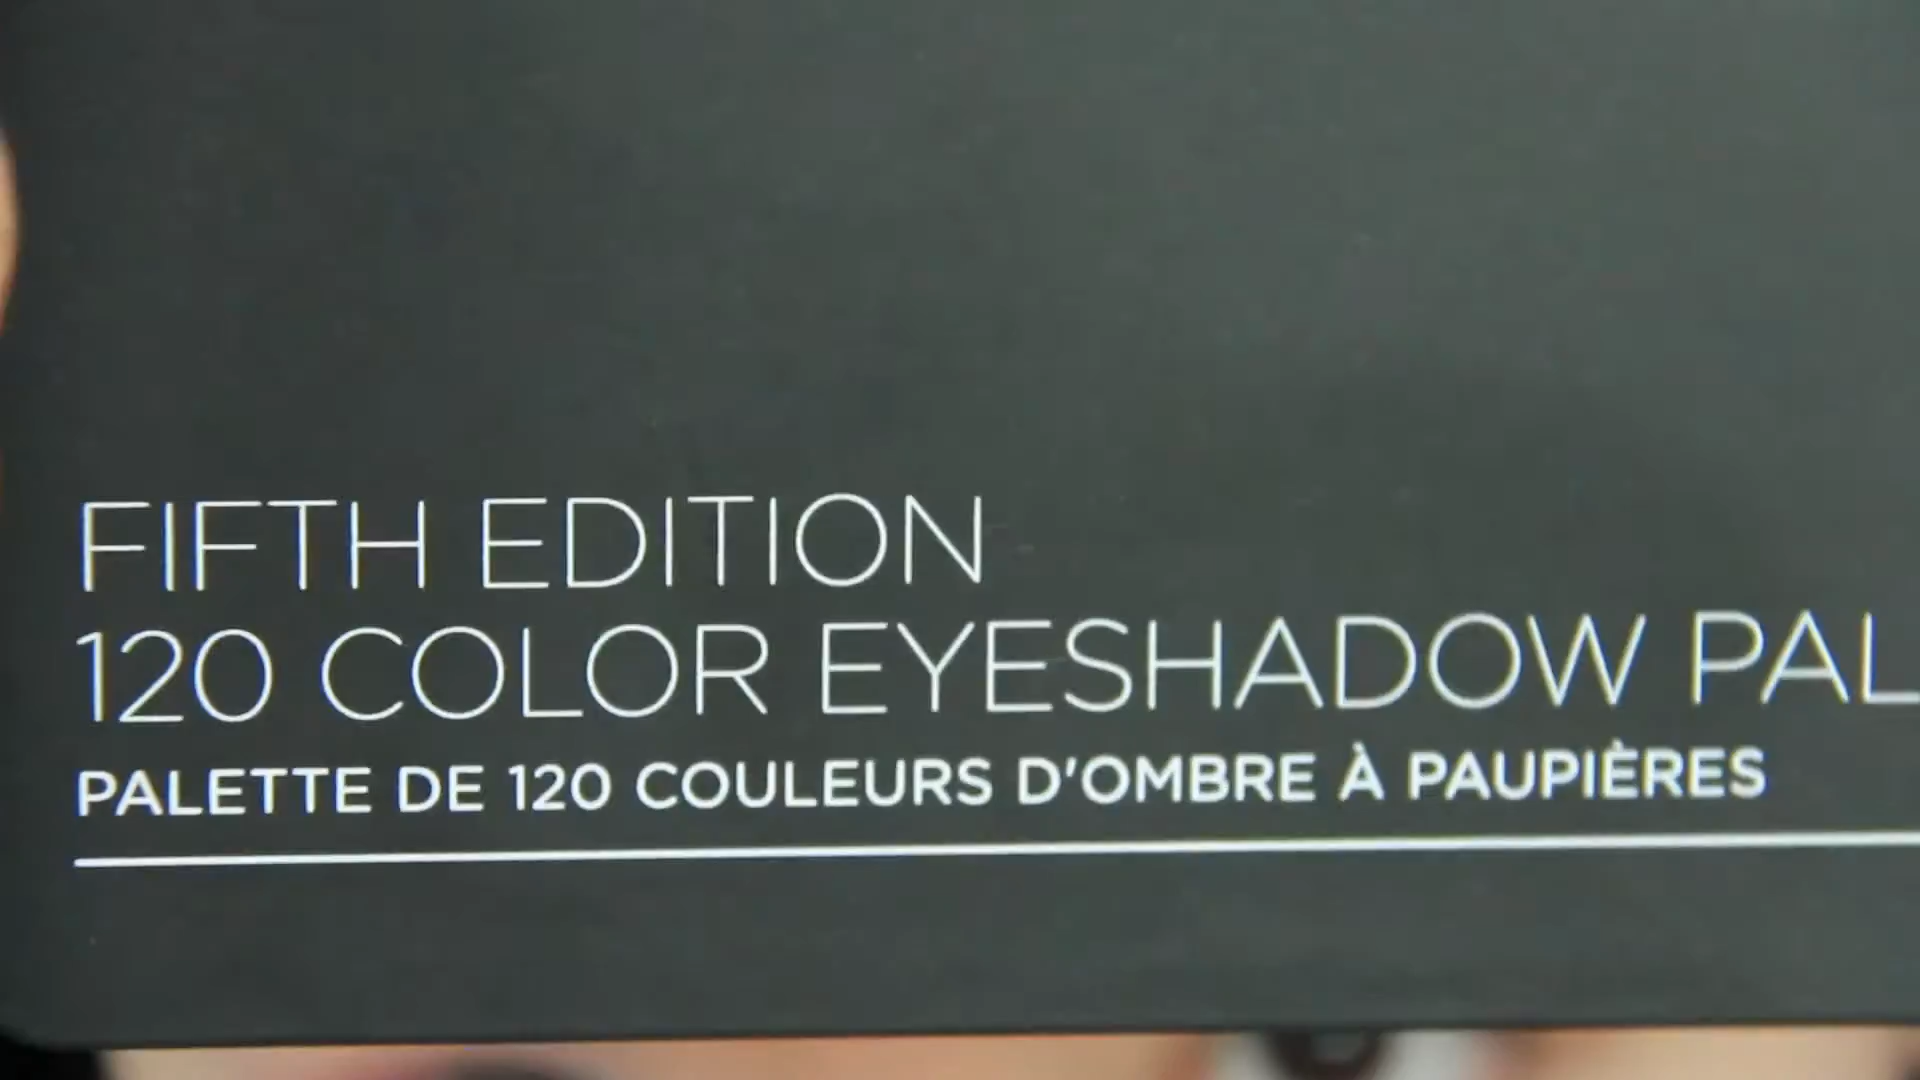 FIFTH EDITION
120 COLOR EYESHADOW PAL
PALETTE DE 120 COULEURS D'OMBRE À PAUPIÈRES